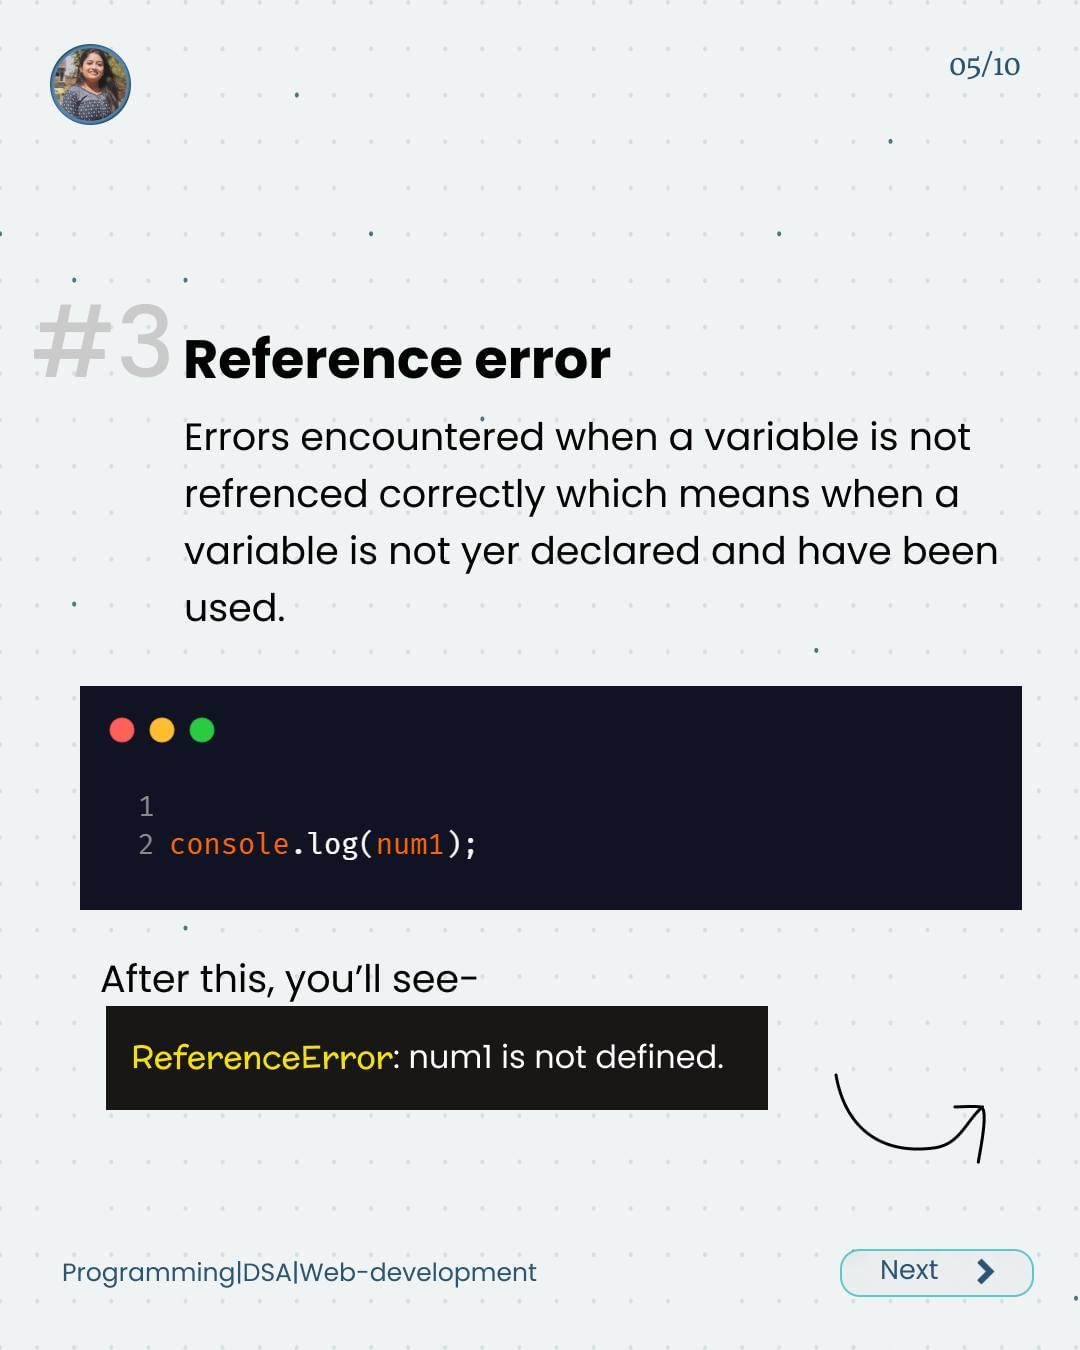 05/10
#3 Reference error
Errors encountered when a variable is not
refrenced correctly which means when a
variable is not yer declared and have been
used.
1
2 console.log(num1);
After this, you’ll see-
ReferenceError: num1 is not defined.
Programming|DSA|Web-development
Next